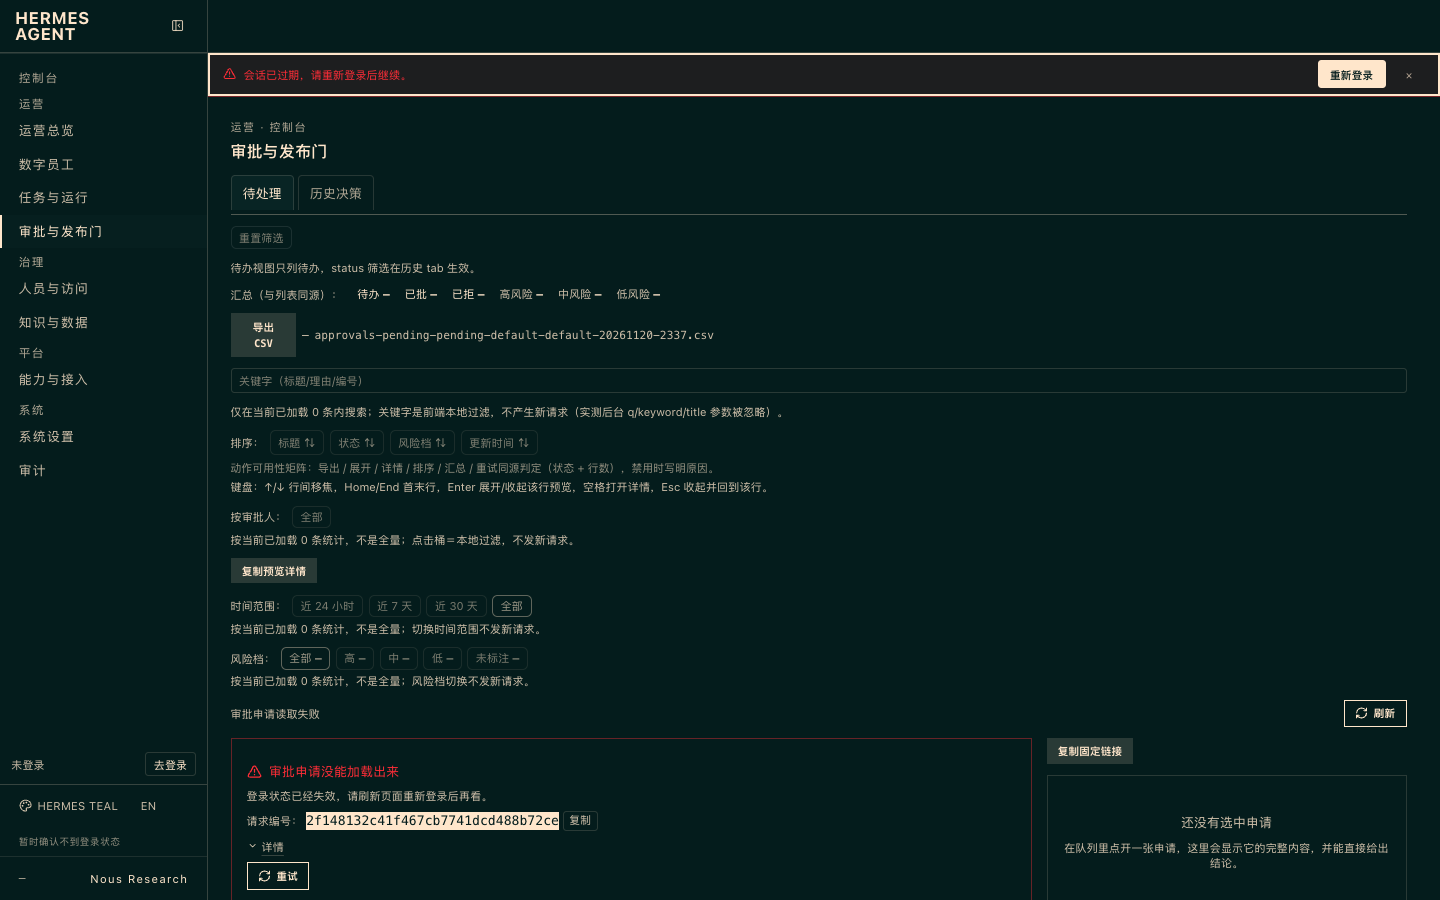 HERMES
AGENT
控制台
运营
运营总览
数字员工
任务与运行
审批与发布门
治理
人员与访问
知识与数据
平台
能力与接入
系统
系统设置
审计
未登录
去登录
HERMES TEAL
EN
暂时确认不到登录状态
—
Nous Research
会话已过期，请重新登录后继续。
重新登录
×
运营 · 控制台
审批与发布门
待处理
历史决策
重置筛选
待办视图只列待办，status 筛选在历史 tab 生效。
汇总（与列表同源）： 待办 — 已批 — 已拒 — 高风险 — 中风险 — 低风险 —
导出
CSV
— approvals-pending-pending-default-default-20261120-2337.csv
关键字（标题/理由/编号）
仅在当前已加载 0 条内搜索；关键字是前端本地过滤，不产生新请求（实测后台 q/keyword/title 参数被忽略）。
排序： 标题 ⇅ 状态 ⇅ 风险档 ⇅ 更新时间 ⇅
动作可用性矩阵：导出 / 展开 / 详情 / 排序 / 汇总 / 重试同源判定（状态 + 行数），禁用时写明原因。
键盘：↑/↓ 行间移焦，Home/End 首末行，Enter 展开/收起该行预览，空格打开详情，Esc 收起并回到该行。
按审批人： 全部
按当前已加载 0 条统计，不是全量；点击桶＝本地过滤，不发新请求。
复制预览详情
时间范围： 近 24 小时 近 7 天 近 30 天 全部
按当前已加载 0 条统计，不是全量；切换时间范围不发新请求。
风险档： 全部 — 高 — 中 — 低 — 未标注 —
按当前已加载 0 条统计，不是全量；风险档切换不发新请求。
审批申请读取失败
刷新
审批申请没能加载出来
登录状态已经失效，请刷新页面重新登录后再看。
请求编号： 2f148132c41f467cb7741dcd488b72ce 复制
详情
重试
复制固定链接
还没有选中申请
在队列里点开一张申请，这里会显示它的完整内容，并能直接给出
结论。